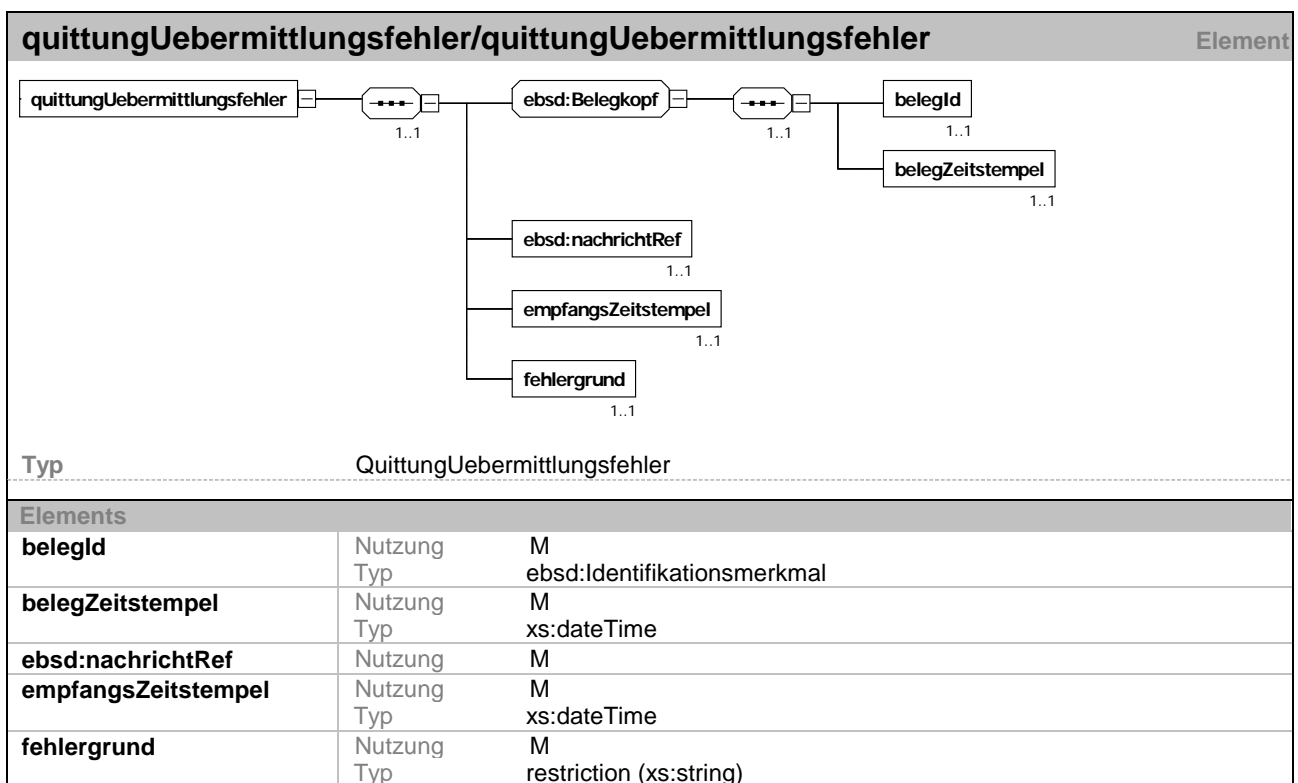 quittungUebermittlungsfehler/quittungUebermittlungsfehler Element
quittungUebermittlungsfehler ebsd:Belegkopf belegId
1..1 1..1 1..1
belegZeitstempel
1..1
ebsd:nachrichtRef
1..1
empfangsZeitstempel
1..1
fehlergrund
1..1
Typ QuittungUebermittlungsfehler
Elements
belegId Nutzung M
Typ ebsd:Identifikationsmerkmal
belegZeitstempel Nutzung M
Typ xs:dateTime
ebsd:nachrichtRef Nutzung M
empfangsZeitstempel Nutzung M
Typ xs:dateTime
fehlergrund Nutzung M
Typ restriction (xs:string)